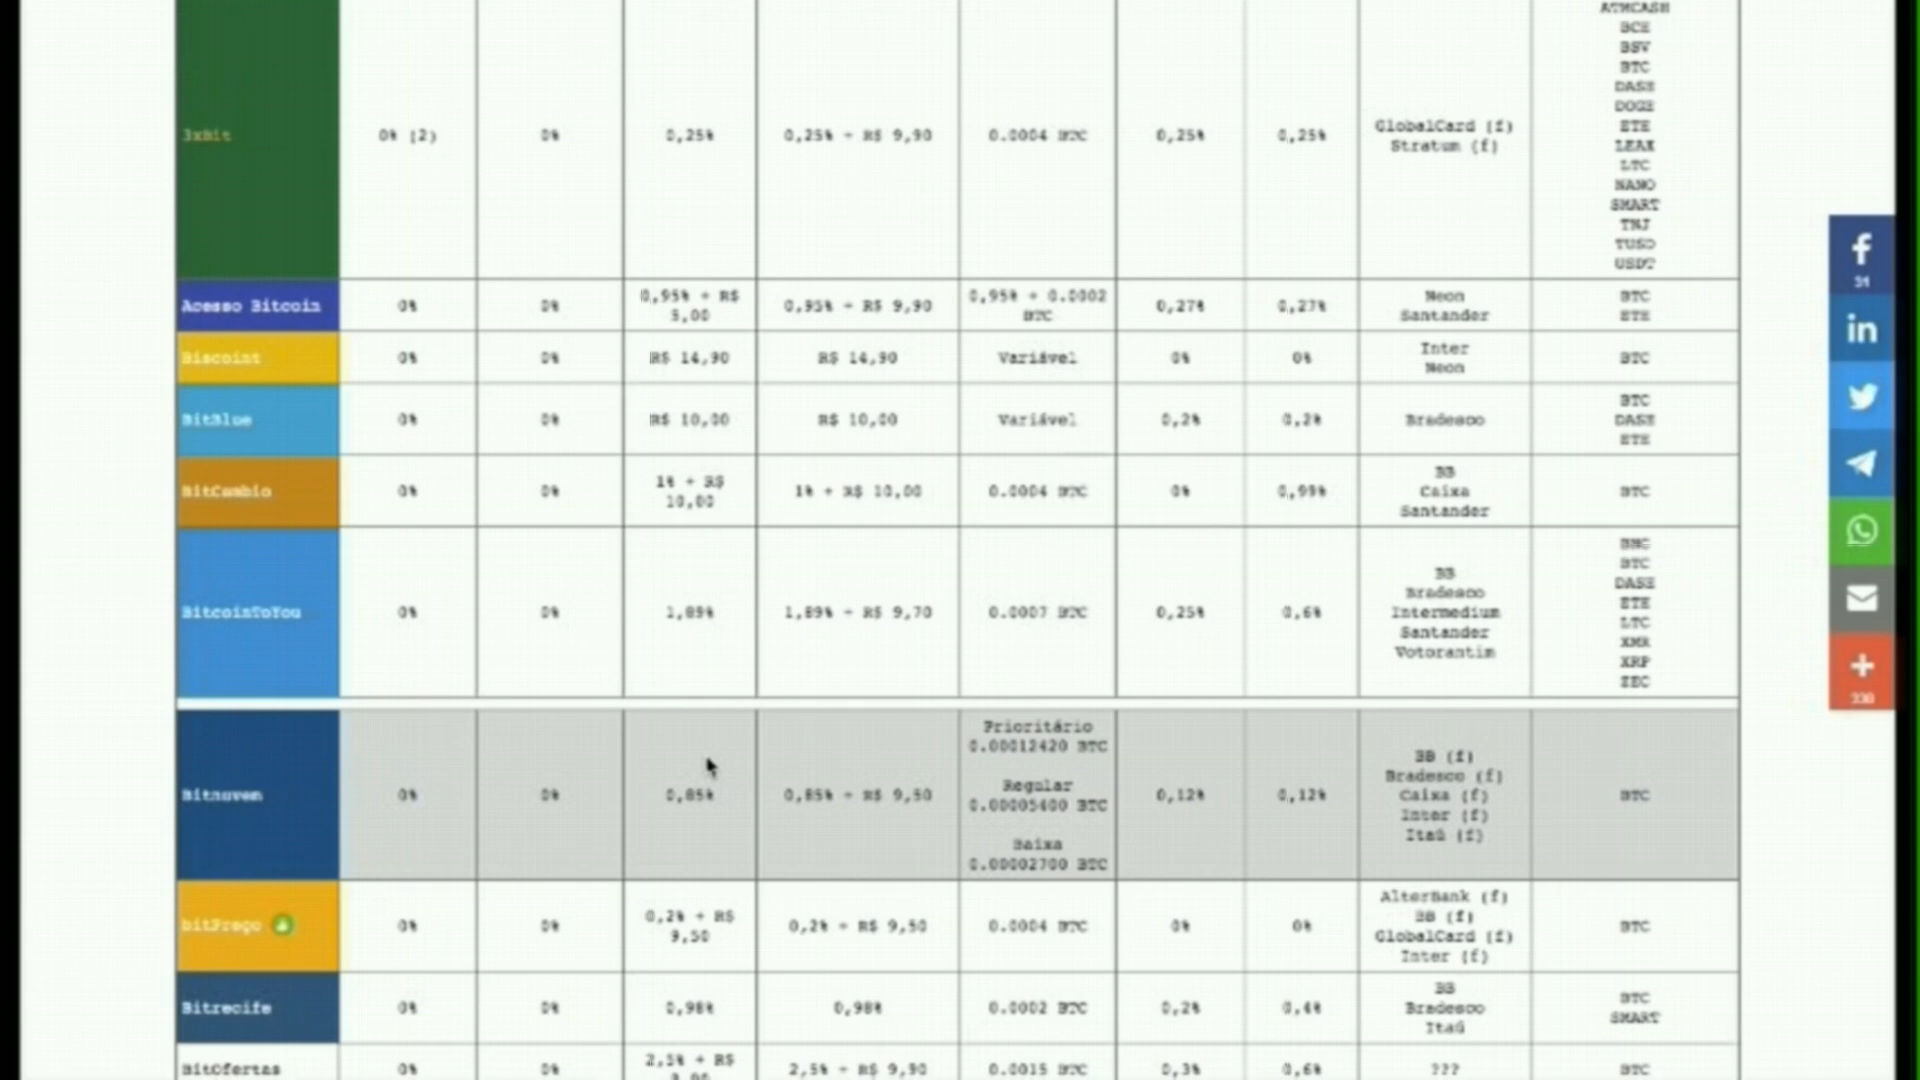 ATMCASH
BCH
BSV
BTC
DASH
DOGE
ETH
LEAX
LTC
NANO
SMART
TNJ
TUSD
USDT
3xBit
0% (2)
0%
0,25%
0,25% + R$ 9,90
0.0004 BTC
0,25%
0,25%
GlobalCard (f)
Stratum (f)
Acesso Bitcoin
0%
0%
0,95% + R$
5,00
0,95% + R$ 9,90
0,95% + 0.0002
BTC
0,27%
0,27%
Neon
Santander
BTC
ETH
Biscoint
0%
0%
R$ 14,90
R$ 14,90
Variável
0%
0%
Inter
Neon
BTC
BitBlue
0%
0%
R$ 10,00
R$ 10,00
Variável
0,2%
0,2%
Bradesco
BTC
DASH
ETH
BitCambio
0%
0%
1% + R$
10,00
1% + R$ 10,00
0.0004 BTC
0%
0,99%
BB
Caixa
Santander
BTC
BitcoinToYou
0%
0%
1,89%
1,89% + R$ 9,70
0.0007 BTC
0,25%
0,6%
BB
Bradesco
Intermedium
Santander
Votorantim
BTC
DASH
ETH
LTC
XMR
XRP
ZEC
Bitnuvem
0%
0%
0,85%
0,85% + R$ 9,50
Prioritário
0.00012420 BTC
Regular
0.00005400 BTC
Baixa
0.00002700 BTC
0,12%
0,12%
BB (f)
Bradesco (f)
Caixa (f)
Inter (f)
Itaú (f)
BTC
bitPreço
0%
0%
0,2% + R$
9,50
0,2% + R$ 9,50
0.0004 BTC
0%
0%
AlterBank (f)
BB (f)
GlobalCard (f)
Inter (f)
BTC
Bitrecife
0%
0%
0,98%
0,98%
0.0002 BTC
0,2%
0,4%
BB
Bradesco
Itaú
BTC
SMART
BitOfertas
0%
0%
2,5% + R$
2,5% + R$ 9,90
0.0015 BTC
0,3%
0,6%
???
BTC
31
in
330